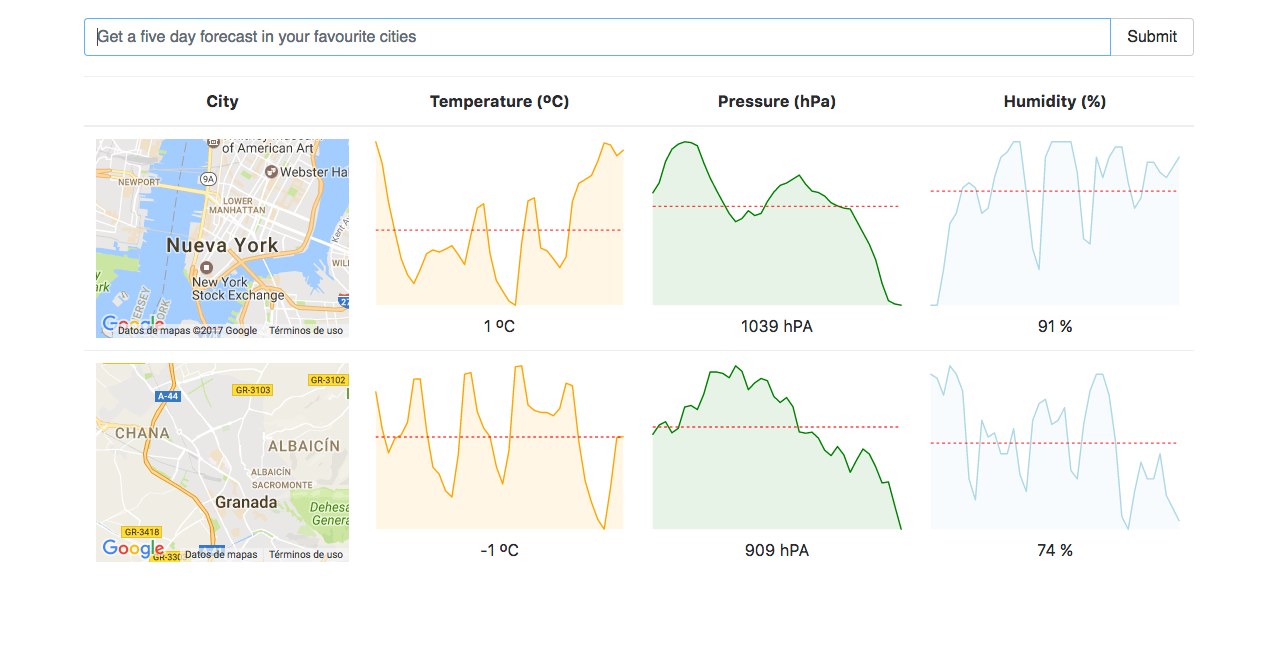 Get a five day forecast in your favourite cities
Submit
City
Temperature (ºC)
Pressure (hPa)
Humidity (%)
of American Art
Webster
9A
NEWPORT
LOWER
MANHATTAN
Kent
Nueva York
New York
Stock Exchange
JERSEY
YORK
Google
Datos de mapas ©2017 Google
Términos de uso
1 ºC
1039 hPA
91 %
GR-3102
GR-3103
A-44
CHANA
ALBAICÍN
ALBAICÍN
SACROMONTE
Granada
Dehesa
Genera
GR-3418
Google
Datos de mapas
Términos de uso
-1 ºC
909 hPA
74 %